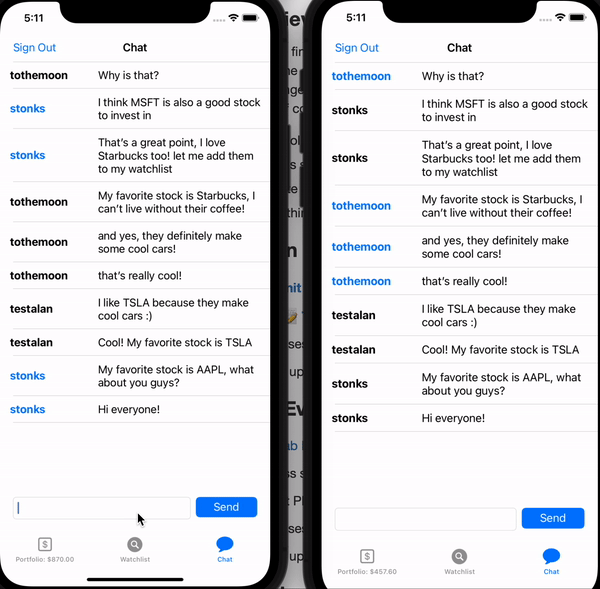 5:11
Sign Out
Chat
tothemoon
Why is that?
stonks
I think MSFT is also a good stock
to invest in
stonks
That's a great point, I love
Starbucks too! let me add them
to my watchlist
tothemoon
My favorite stock is Starbucks, I
can't live without their coffee!
tothemoon
and yes, they definitely make
some cool cars!
tothemoon
that's really cool!
testalan
I like TSLA because they make
cool cars :)
testalan
Cool! My favorite stock is TSLA
stonks
My favorite stock is AAPL, what
about you guys?
stonks
Hi everyone!
Send
Portfolio: $870.00
Watchlist
Chat
5:11
Sign Out
Chat
tothemoon
Why is that?
stonks
I think MSFT is also a good stock
to invest in
stonks
That's a great point, I love
Starbucks too! let me add them
to my watchlist
tothemoon
My favorite stock is Starbucks, I
can't live without their coffee!
tothemoon
and yes, they definitely make
some cool cars!
tothemoon
that's really cool!
testalan
I like TSLA because they make
cool cars :)
testalan
Cool! My favorite stock is TSLA
stonks
My favorite stock is AAPL, what
about you guys?
stonks
Hi everyone!
Send
Portfolio: $457.60
Watchlist
Chat